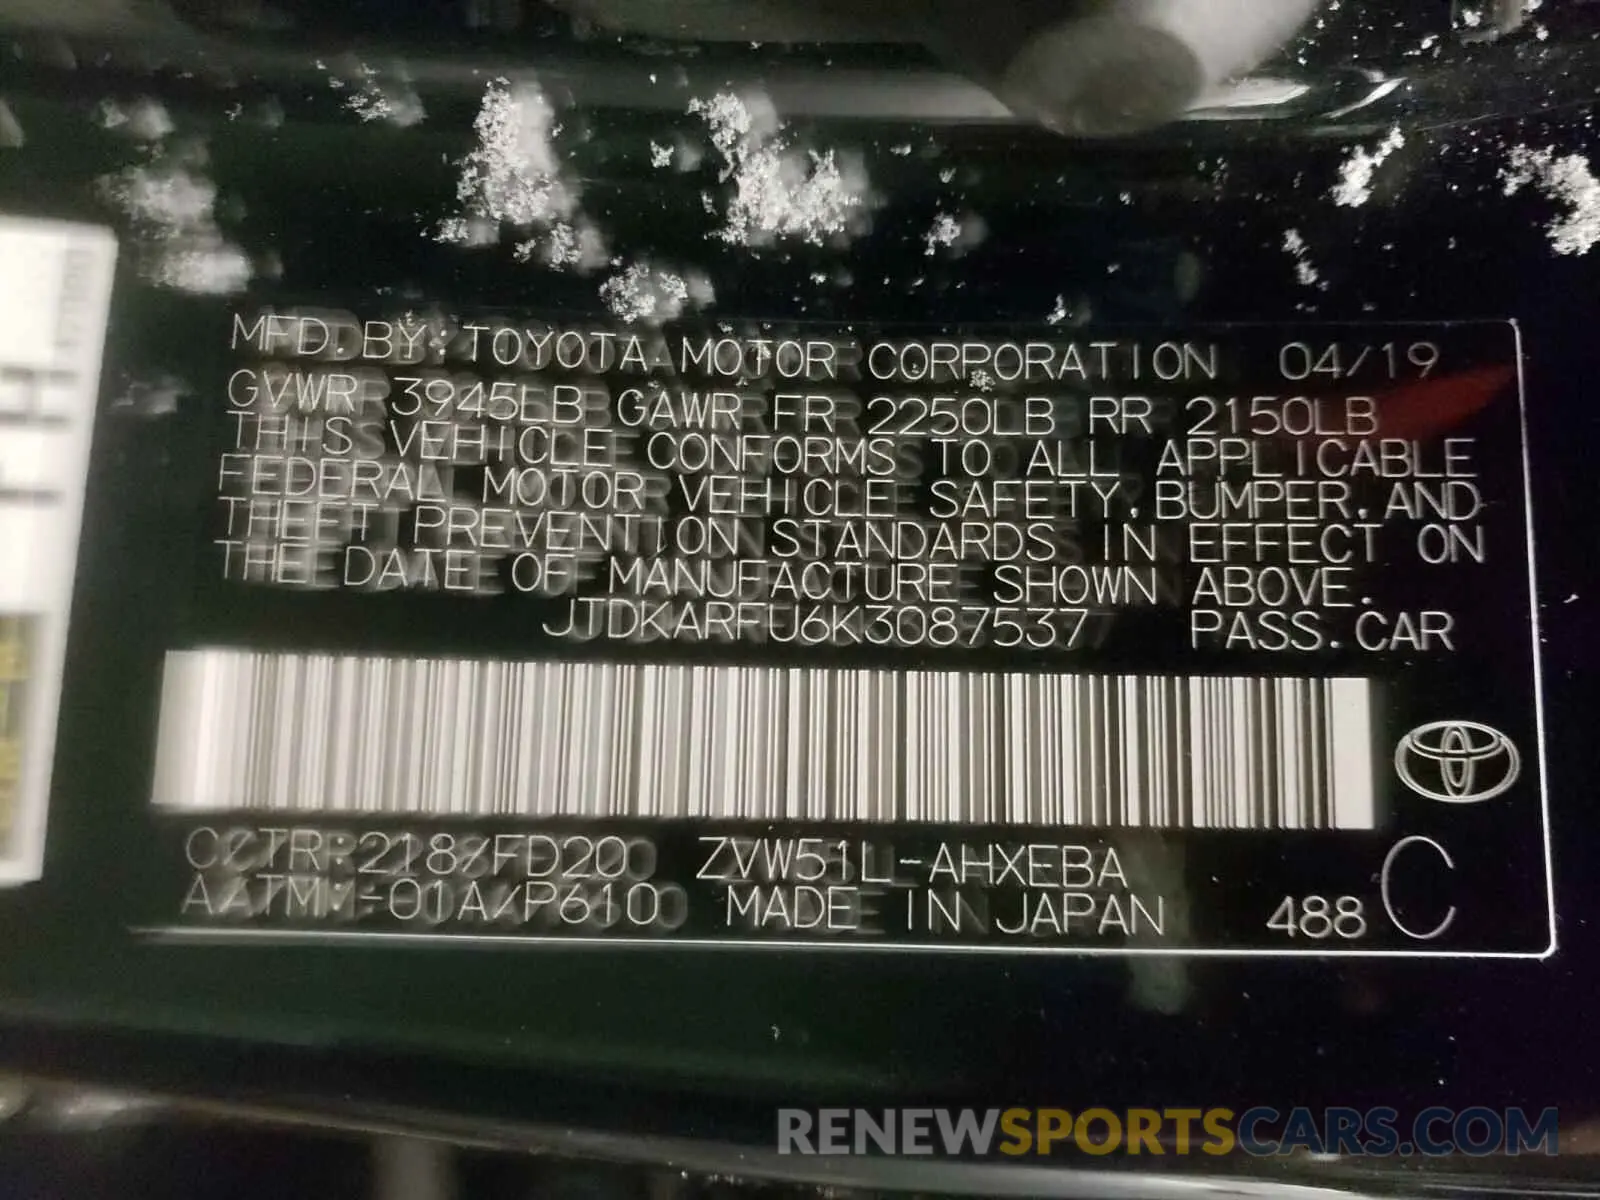 MFD. BY: TOYOTA MOTOR CORPORATION 04/19
GVWR 3945LB GAWR FR 2250LB RR 2150LB
THIS VEHICLE CONFORMS TO ALL APPLICABLE
FEDERAL MOTOR VEHICLE SAFETY, BUMPER, AND
THEFT PREVENTION STANDARDS IN EFFECT ON
THE DATE OF MANUFACTURE SHOWN ABOVE.
JTDKARFU6K3087537 PASS. CAR
C/TR: 218/FD20 ZVW51L-AHXEBA
A/TM: -01A/P610 MADE IN JAPAN 488 C
RENEWSPORTSCARS.COM